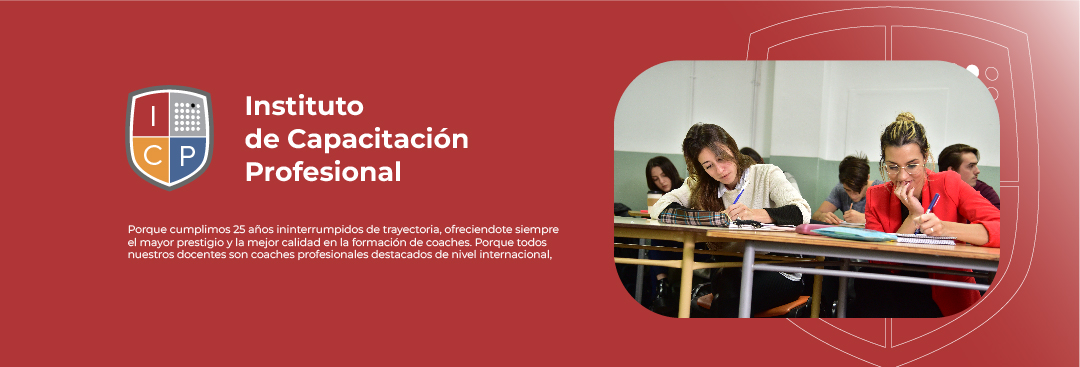 I
C P
Instituto
de Capacitación
Profesional
Porque cumplimos 25 años ininterrumpidos de trayectoria, ofreciendote siempre
el mayor prestigio y la mejor calidad en la formación de coaches. Porque todos
nuestros docentes son coaches profesionales destacados de nivel internacional,